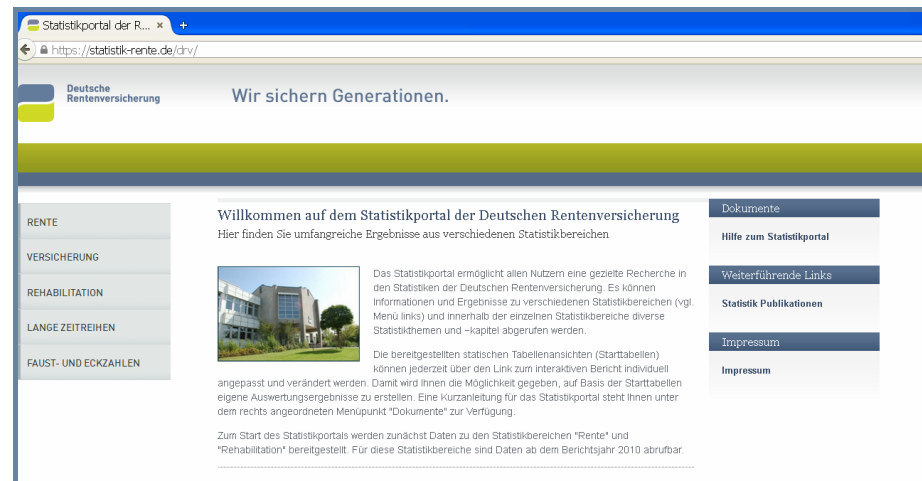 Statistikportal der R... × +
https://statistik-rente.de/drv/
Deutsche
Rentenversicherung
Wir sichern Generationen.
RENTE
VERSICHERUNG
REHABILITATION
LANGE ZEITREIHEN
FAUST- UND ECKZAHLEN
Willkommen auf dem Statistikportal der Deutschen Rentenversicherung
Hier finden Sie umfangreiche Ergebnisse aus verschiedenen Statistikbereichen
Das Statistikportal ermöglicht allen Nutzern eine gezielte Recherche in
den Statistiken der Deutschen Rentenversicherung. Es können
Informationen und Ergebnisse zu verschiedenen Statistikbereichen (vgl.
Menü links) und innerhalb der einzelnen Statistikbereiche diverse
Statistikthemen und –kapitel abgerufen werden.
Die bereitgestellten statischen Tabellenansichten (Starttabellen)
können jederzeit über den Link zum interaktiven Bericht individuell
angepasst und verändert werden. Damit wird Ihnen die Möglichkeit gegeben, auf Basis der Starttabellen
eigene Auswertungsergebnisse zu erstellen. Eine Kurzanleitung für das Statistikportal steht Ihnen unter
dem rechts angeordneten Menüpunkt "Dokumente" zur Verfügung.
Zum Start des Statistikportals werden zunächst Daten zu den Statistikbereichen "Rente" und
"Rehabilitation" bereitgestellt. Für diese Statistikbereiche sind Daten ab dem Berichtsjahr 2010 abrufbar.
Dokumente
Hilfe zum Statistikportal
Weiterführende Links
Statistik Publikationen
Impressum
Impressum